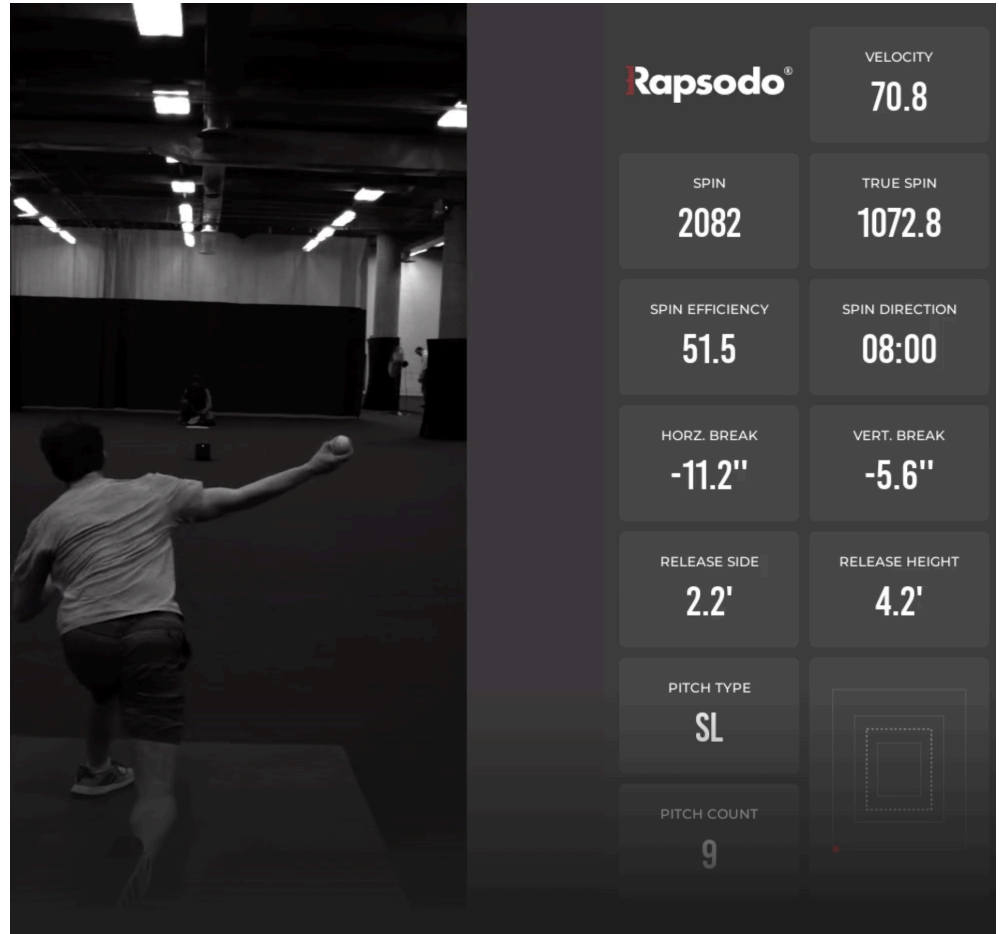 Rapsodo®
VELOCITY
70.8
SPIN
2082
TRUE SPIN
1072.8
SPIN EFFICIENCY
51.5
SPIN DIRECTION
08:00
HORZ. BREAK
-11.2"
VERT. BREAK
-5.6"
RELEASE SIDE
2.2'
RELEASE HEIGHT
4.2'
PITCH TYPE
SL
PITCH COUNT
9